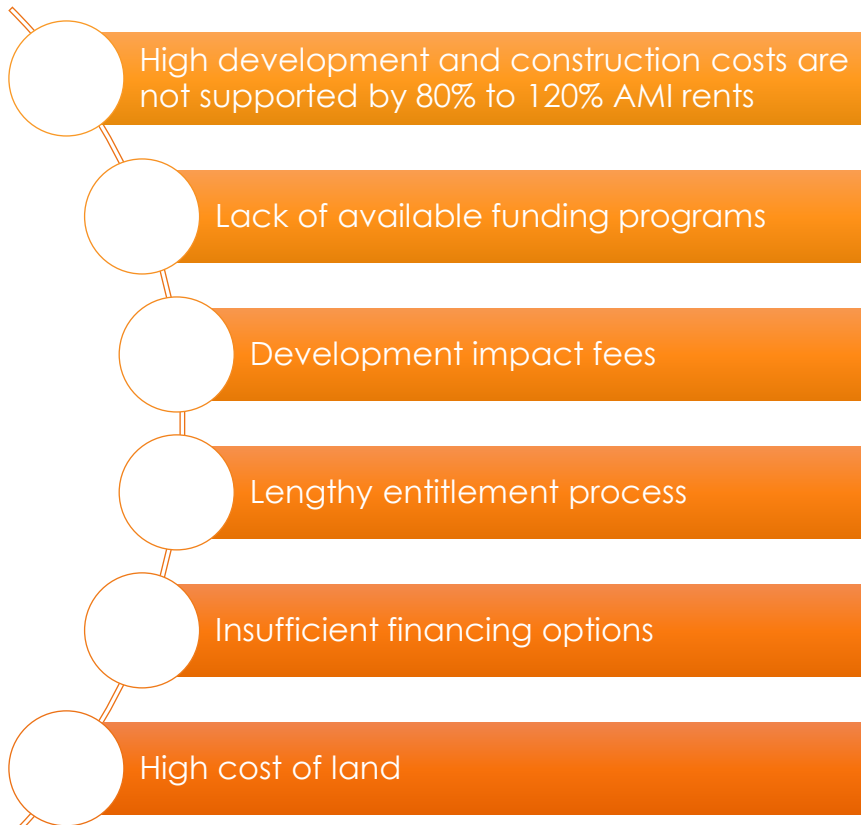 High development and construction costs are
not supported by 80% to 120% AMI rents
Lack of available funding programs
Development impact fees
Lengthy entitlement process
Insufficient financing options
High cost of land